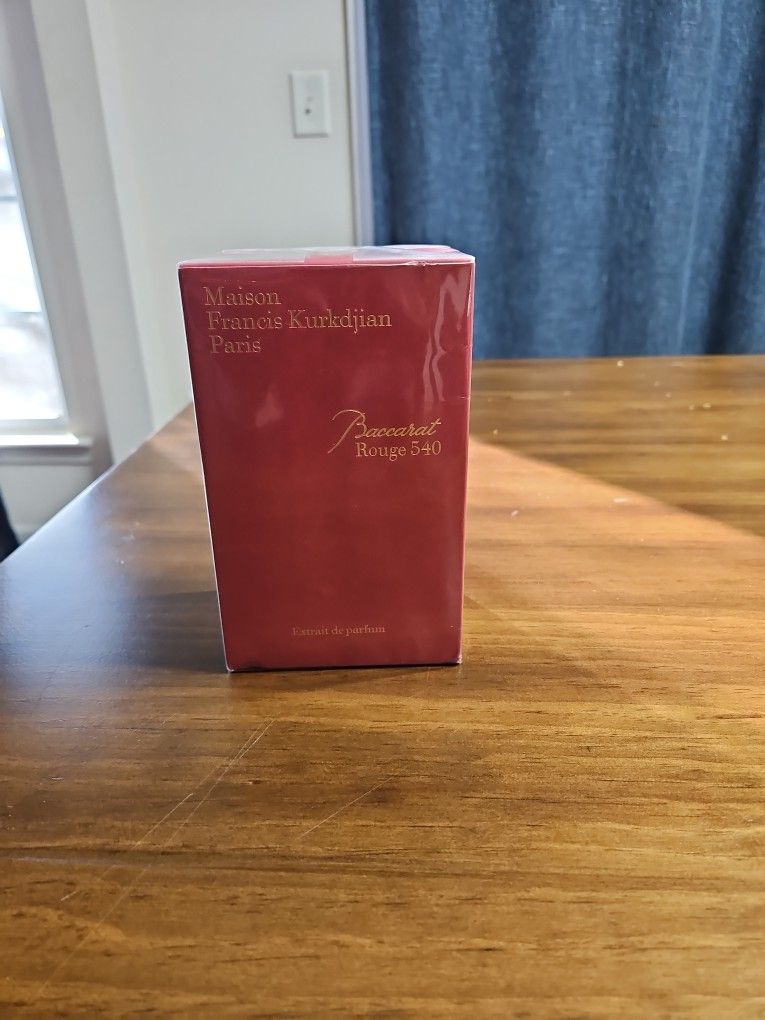 Maison
Francis Kurkdjian
Paris
Baccarat
Rouge 540
Extrait de parfum